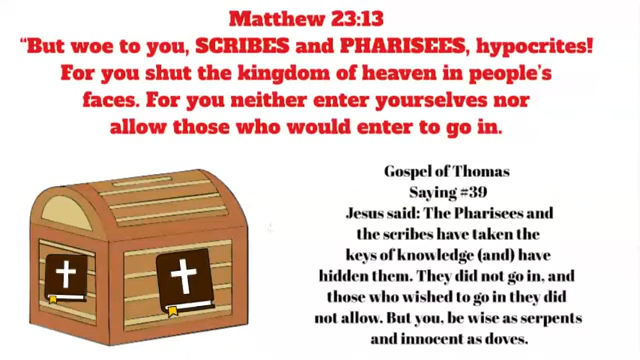 Matthew 23:13
“But woe to you, SCRIBES and PHARISEES, hypocrites!
For you shut the kingdom of heaven in people's
faces. For you neither enter yourselves nor
allow those who would enter to go in.
Gospel of Thomas
Saying #39
Jesus said: The Pharisees and
the scribes have taken the
keys of knowledge (and) have
hidden them. They did not go in, and
those who wished to go in they did
not allow. But you, be wise as serpents
and innocent as doves.